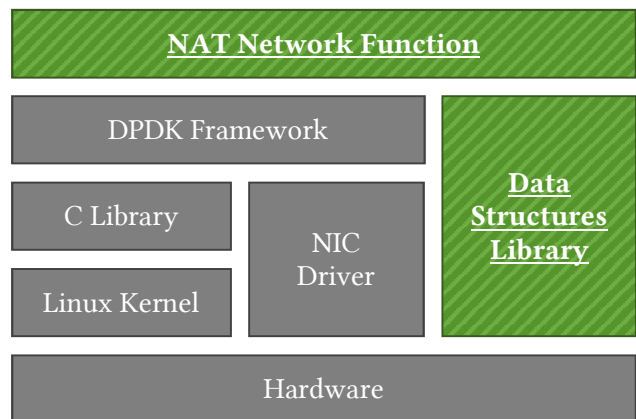 NAT Network Function
DPDK Framework
C Library
Linux Kernel
NIC
Driver
Data
Structures
Library
Hardware